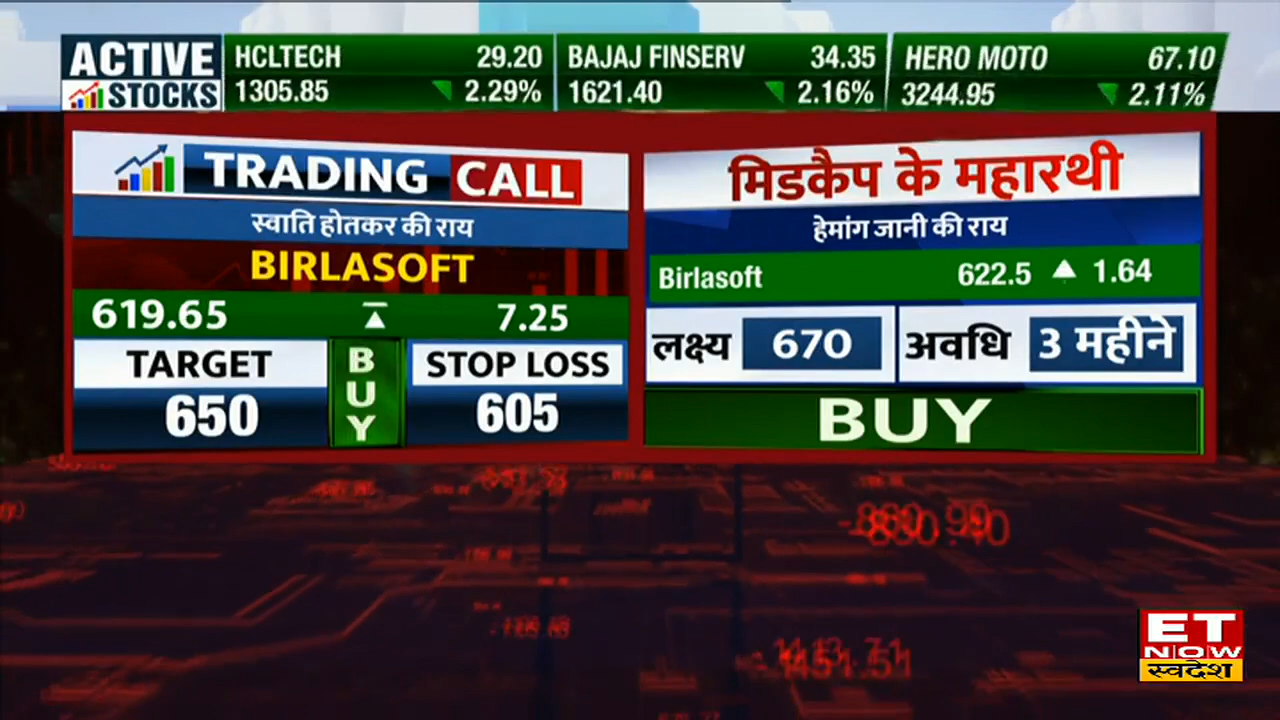 ACTIVE
STOCKS
HCLTECH 29.20
1305.85 2.29%
BAJAJ FINSERV 34.35
1621.40 2.16%
HERO MOTO 67.10
3244.95 2.11%
TRADING CALL
स्वाति होतकर की राय
BIRLASOFT
619.65 7.25
TARGET
650
BUY
STOP LOSS
605
मिडकैप के महारथी
हेमांग जानी की राय
Birlasoft 622.5 1.64
लक्ष्य 670 अवधि 3 महीने
BUY
ET
NOW
स्वदेश